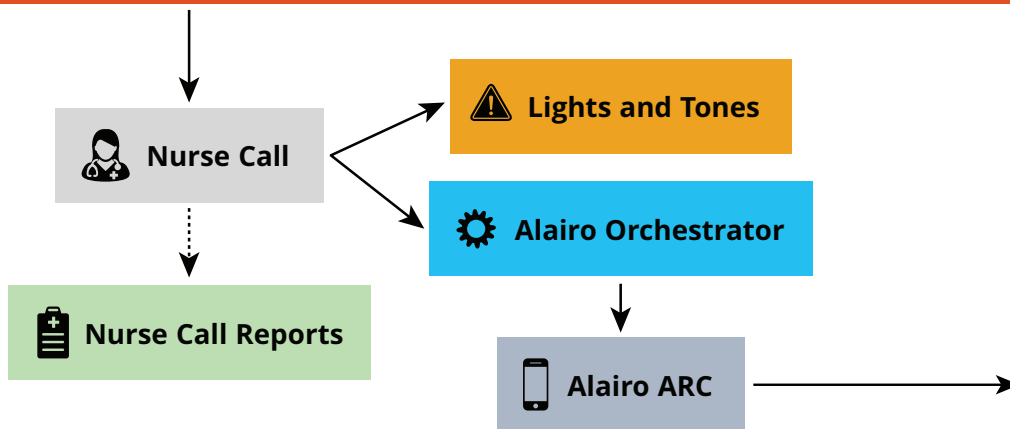 Lights and Tones
Nurse Call
Alairo Orchestrator
Nurse Call Reports
Alairo ARC